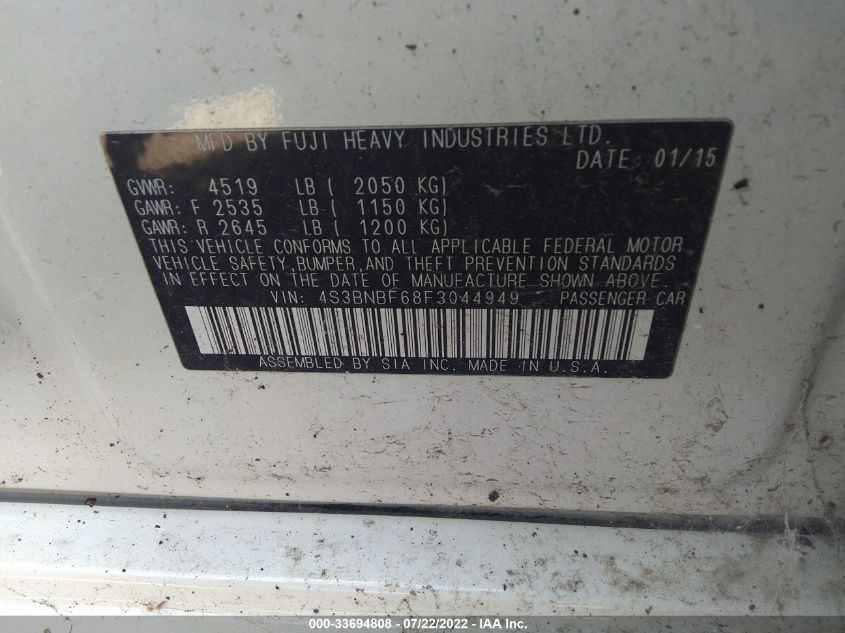 MFD BY FUJI HEAVY INDUSTRIES LTD.
DATE: 01/15
GVWR: 4519 LB ( 2050 KG)
GAWR: F 2535 LB ( 1150 KG)
GAWR: R 2645 LB ( 1200 KG)
THIS VEHICLE CONFORMS TO ALL APPLICABLE FEDERAL MOTOR
VEHICLE SAFETY,BUMPER,AND THEFT PREVENTION STANDARDS
IN EFFECT ON THE DATE OF MANUFACTURE SHOWN ABOVE.
VIN: 4S3BNBF68F3044949 PASSENGER CAR
ASSEMBLED BY SIA INC. MADE IN U.S.A.
000-33694808 - 07/22/2022 - IAA Inc.